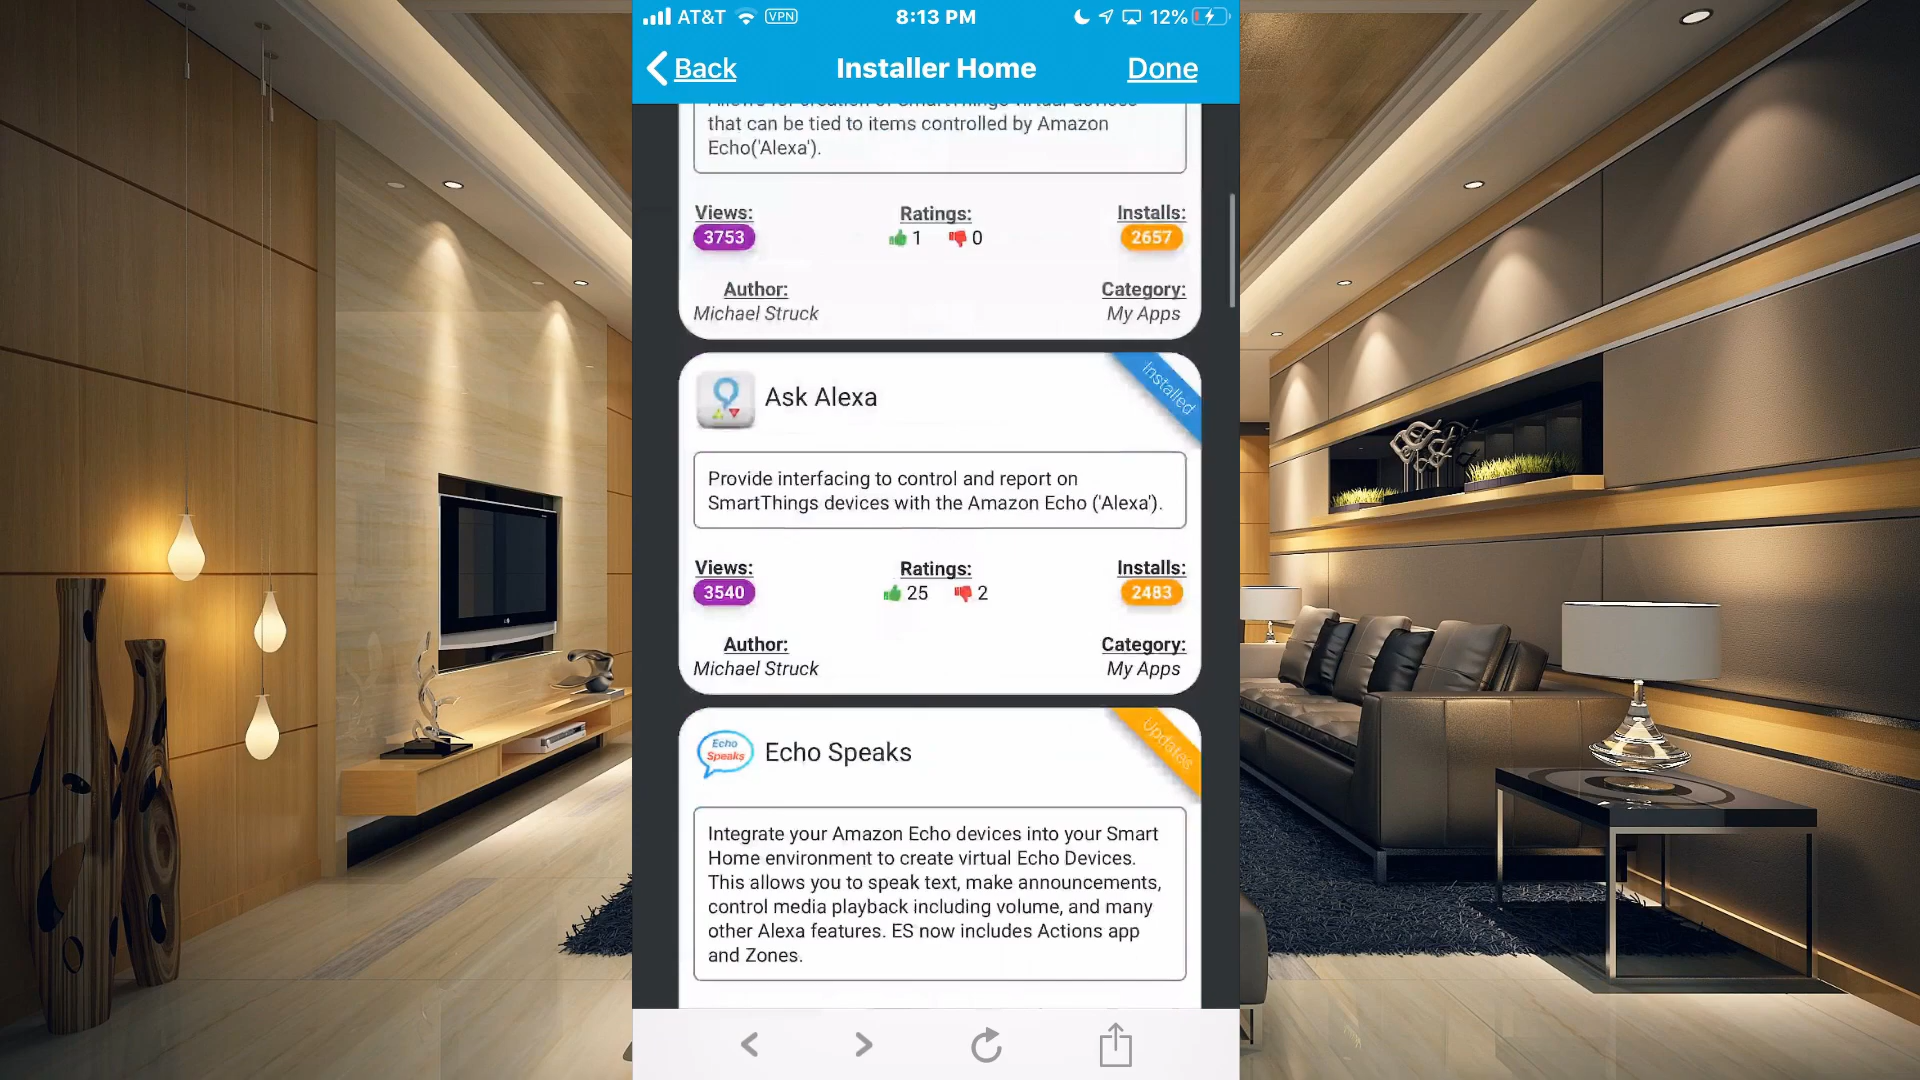 AT&T VPN 8:13 PM 12%
Back Installer Home Done
that can be tied to items controlled by Amazon
Echo('Alexa').
Views: Ratings: Installs:
3753 1 0 2657
Author: Category:
Michael Struck My Apps
Ask Alexa Installed
Provide interfacing to control and report on
SmartThings devices with the Amazon Echo ('Alexa').
Views: Ratings: Installs:
3540 25 2 2483
Author: Category:
Michael Struck My Apps
Echo Speaks Echo Speaks Updates
Integrate your Amazon Echo devices into your Smart
Home environment to create virtual Echo Devices.
This allows you to speak text, make announcements,
control media playback including volume, and many
other Alexa features. ES now includes Actions app
and Zones.